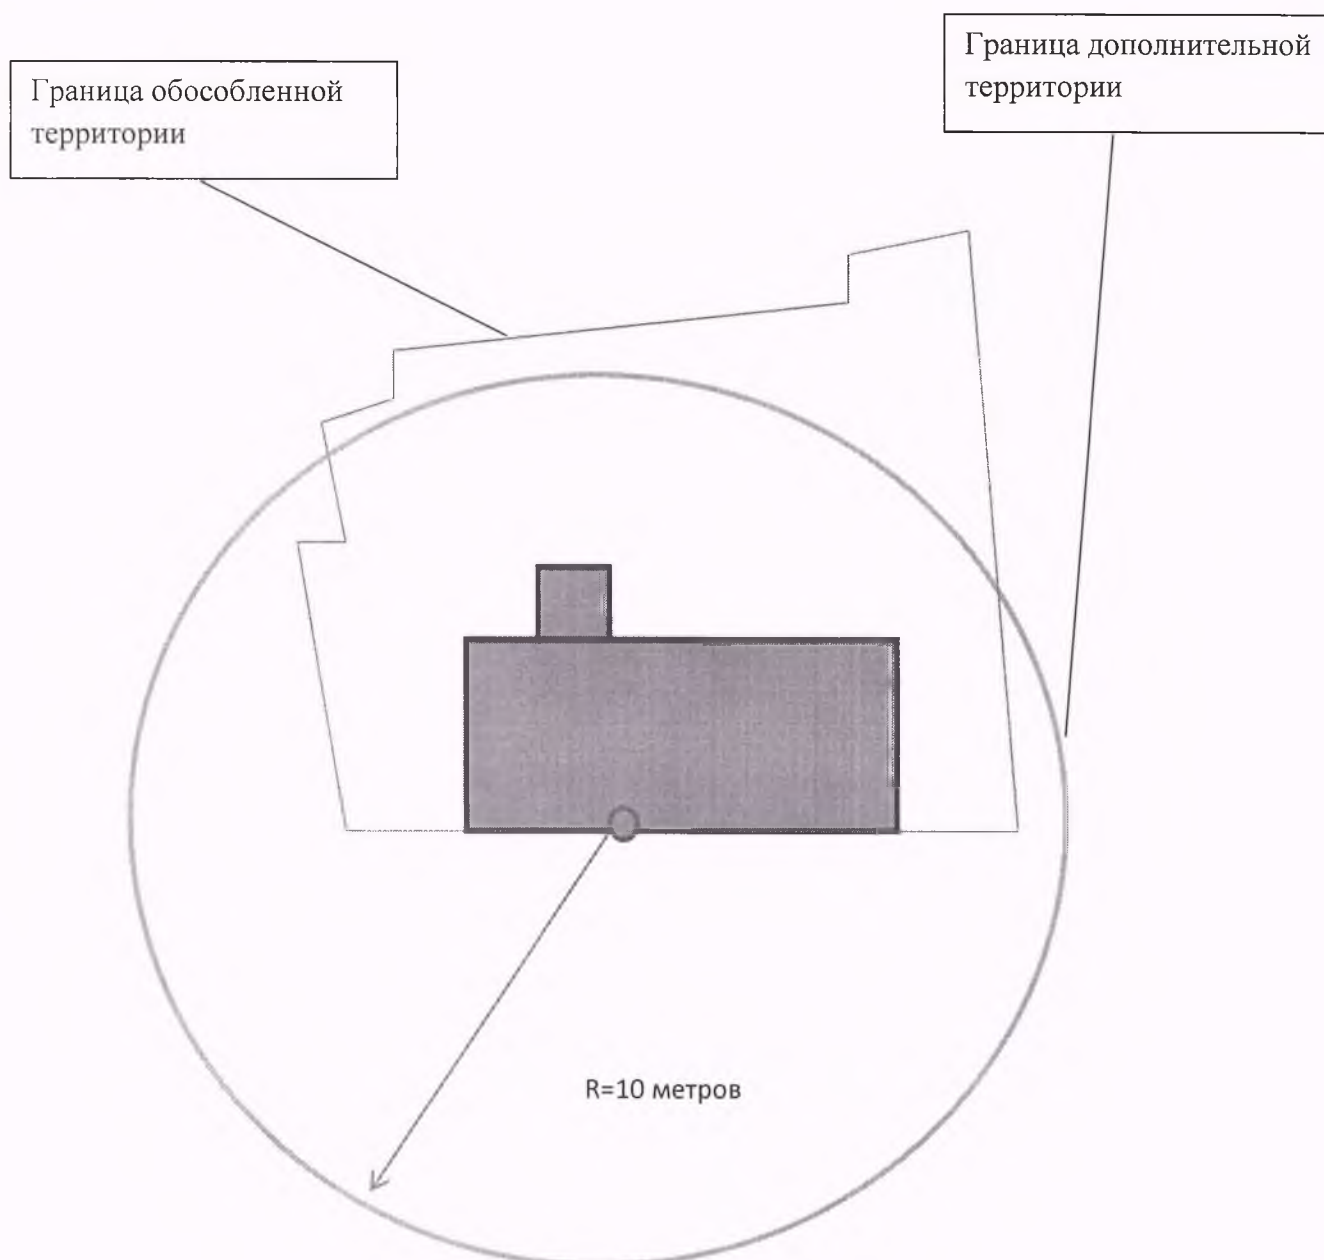 Граница дополнительной
территории
Граница обособленной
территории
R=10 метров